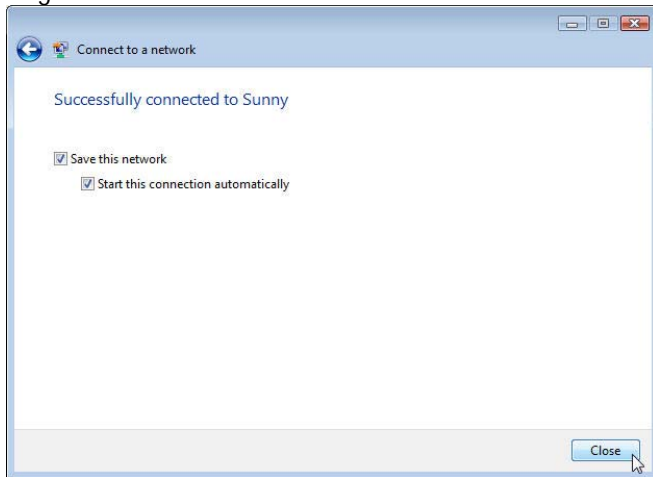 Connect to a network
Successfully connected to Sunny
Save this network
Start this connection automatically
Close